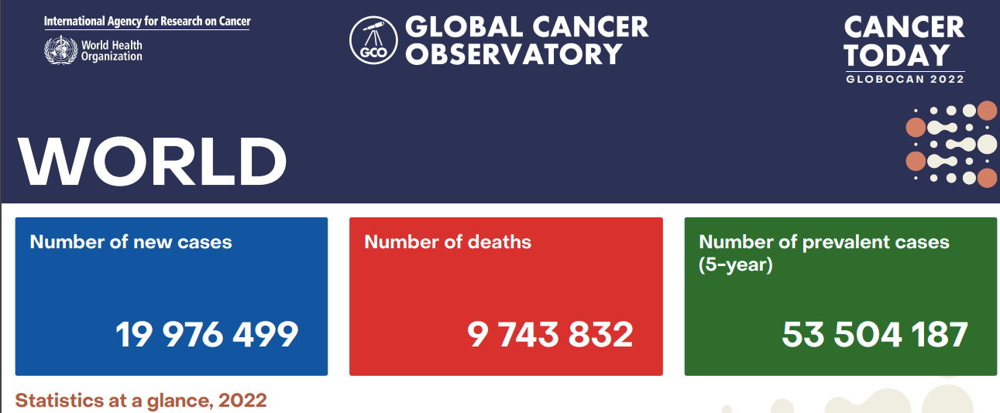 International Agency for Research on Cancer
World Health
Organization
GCO
GLOBAL CANCER
OBSERVATORY
CANCER
TODAY
GLOBOCAN 2022
WORLD
Number of new cases
19 976 499
Number of deaths
9 743 832
Number of prevalent cases
(5-year)
53 504 187
Statistics at a glance, 2022